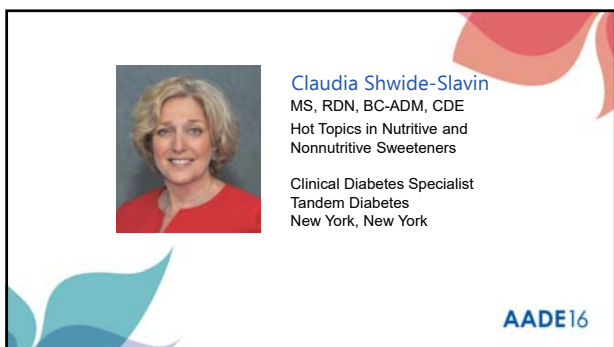 Claudia Shwide-Slavin
MS, RDN, BC-ADM, CDE
Hot Topics in Nutritive and
Nonnutritive Sweeteners
Clinical Diabetes Specialist
Tandem Diabetes
New York, New York
AADE16